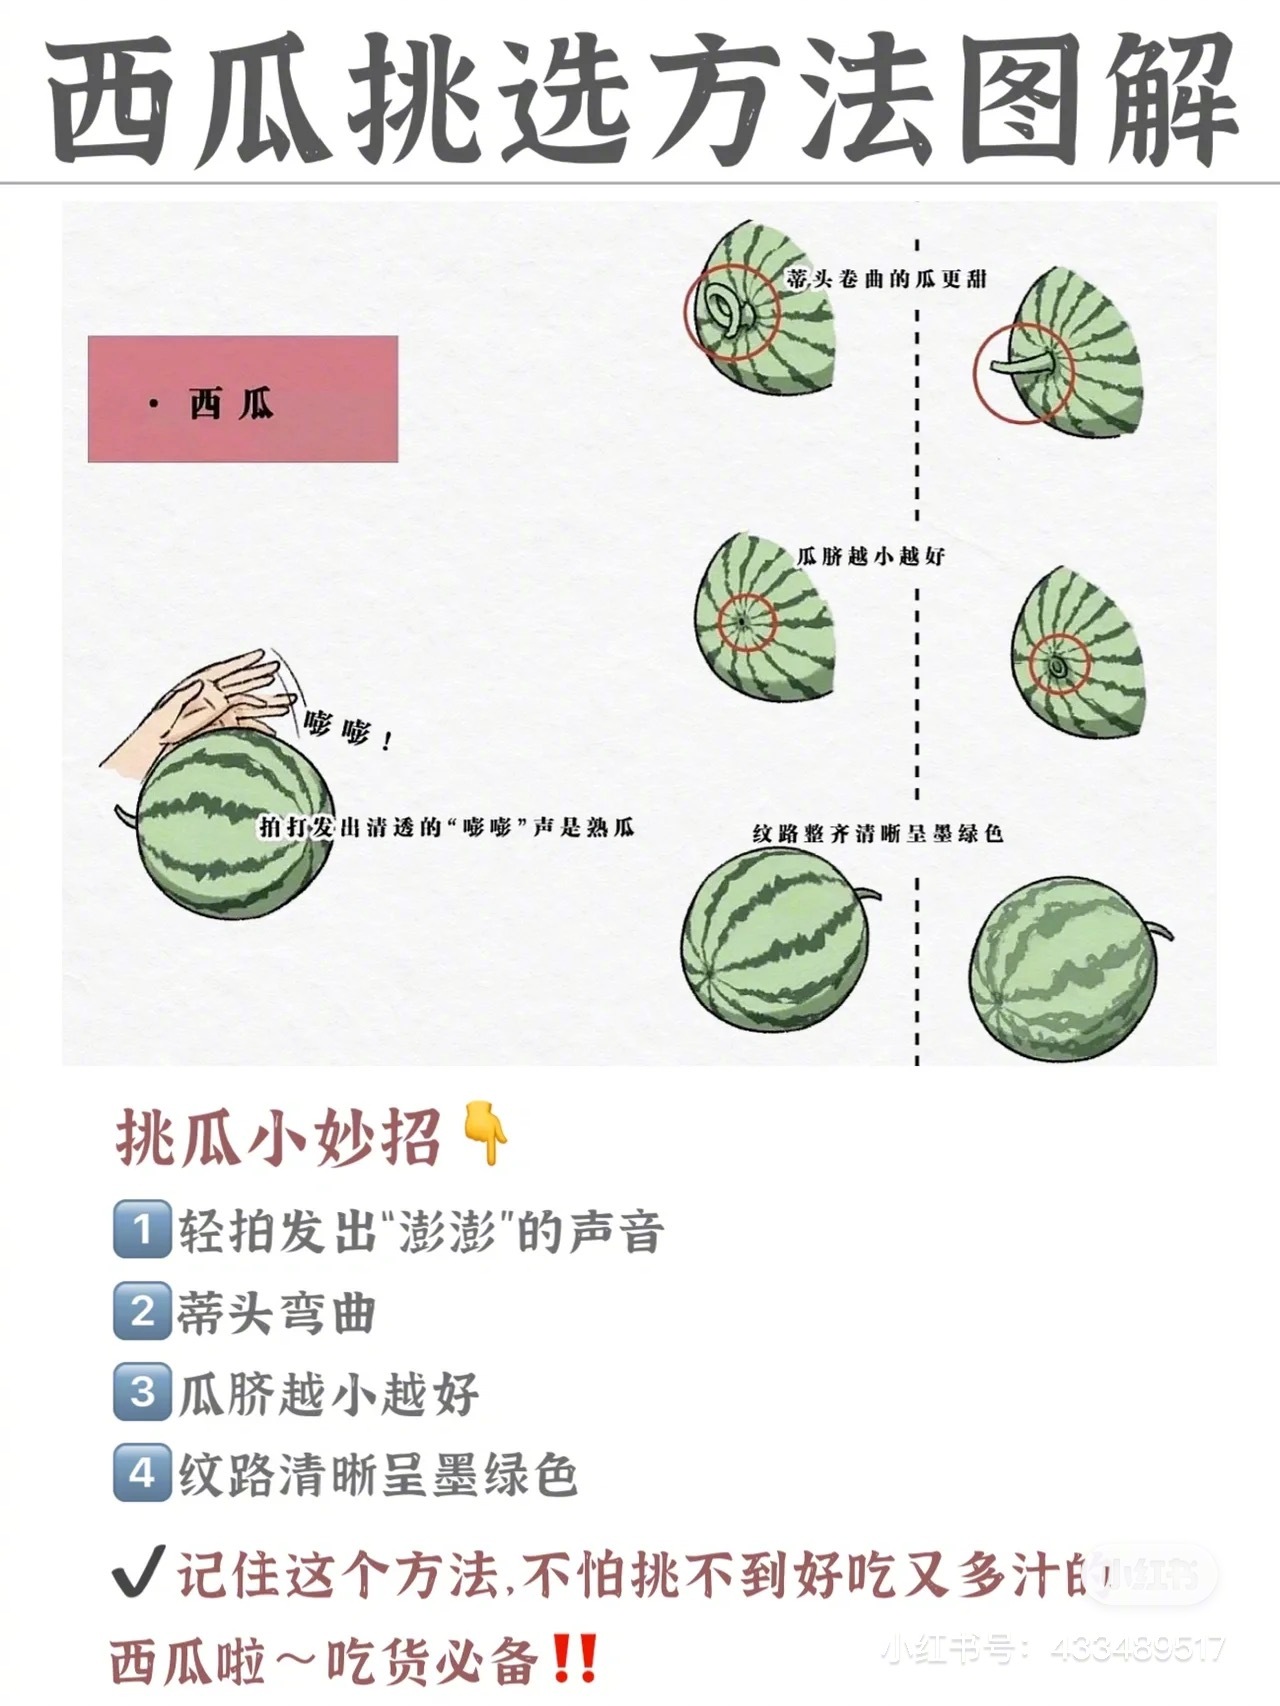 西瓜挑选方法图解
蒂头卷曲的瓜更甜
· 西瓜
瓜脐越小越好
嘭嘭！
拍打发出清透的“嘭嘭”声是熟瓜
纹路整齐清晰呈墨绿色
挑瓜小妙招👇
1️⃣轻拍发出“澎澎”的声音
2️⃣蒂头弯曲
3️⃣瓜脐越小越好
4️⃣纹路清晰呈墨绿色
✔记住这个方法,不怕挑不到好吃又多汁的
西瓜啦～吃货必备‼️
小红书
小红书号：433489517